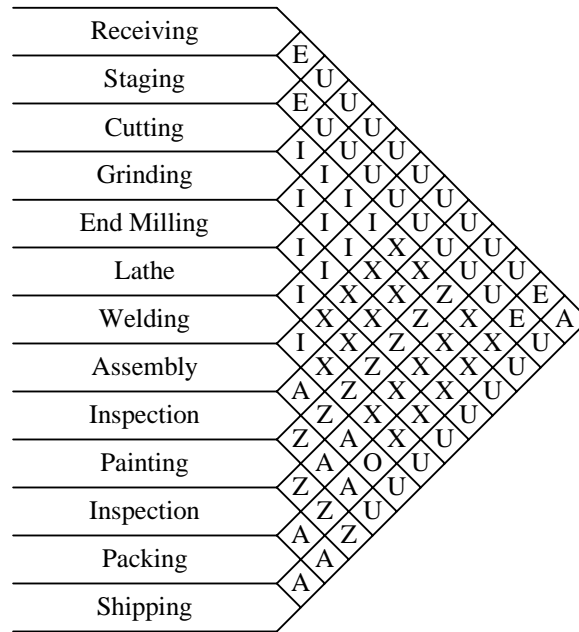 Receiving
E
Staging U
E U
Cutting U U
I U U
Grinding I U U
I I U U
End Milling I I U U
I I X U U
Lathe I X X U U
I X X Z U E
Welding X X Z X E A
I X Z X X U
Assembly X Z X X U
A Z X X U
Inspection Z X X U
Z A X U
Painting A O U
Z A U
Inspection Z U
A Z
Packing A
A
Shipping